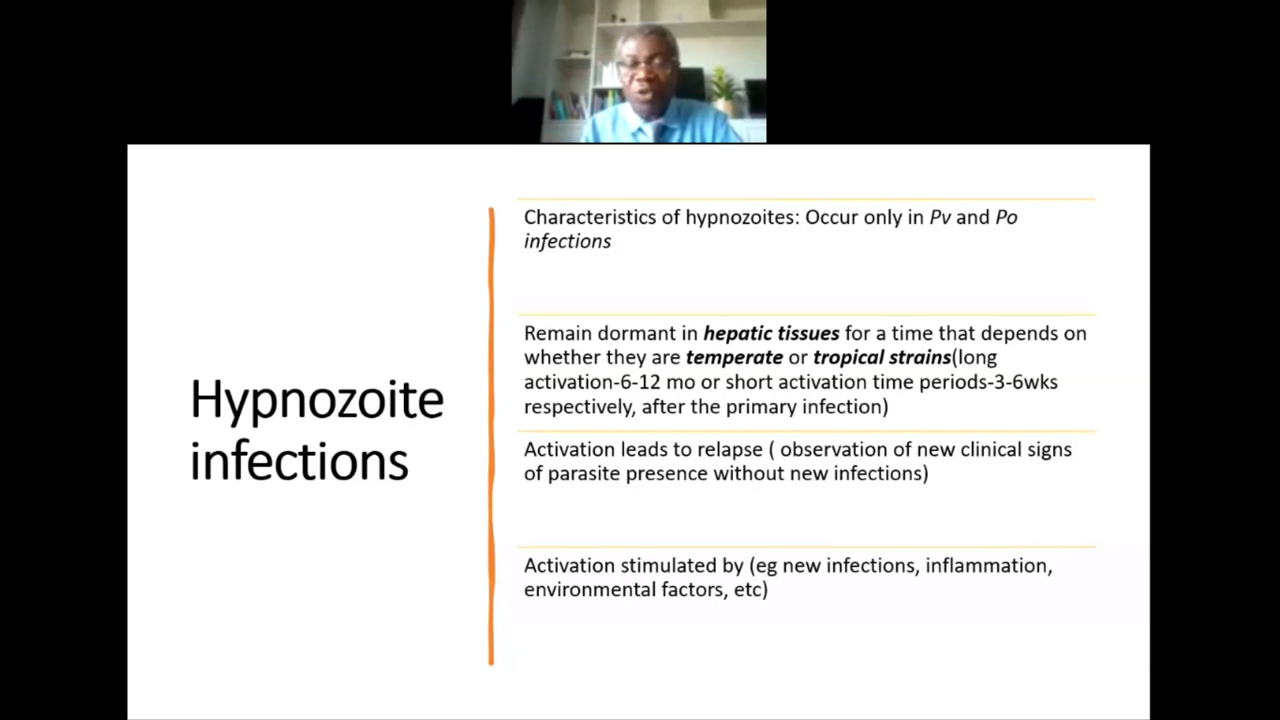 Hypnozoite
infections
Characteristics of hypnozoites: Occur only in Pv and Po
infections
Remain dormant in hepatic tissues for a time that depends on
whether they are temperate or tropical strains(long
activation-6-12 mo or short activation time periods-3-6wks
respectively, after the primary infection)
Activation leads to relapse ( observation of new clinical signs
of parasite presence without new infections)
Activation stimulated by (eg new infections, inflammation,
environmental factors, etc)